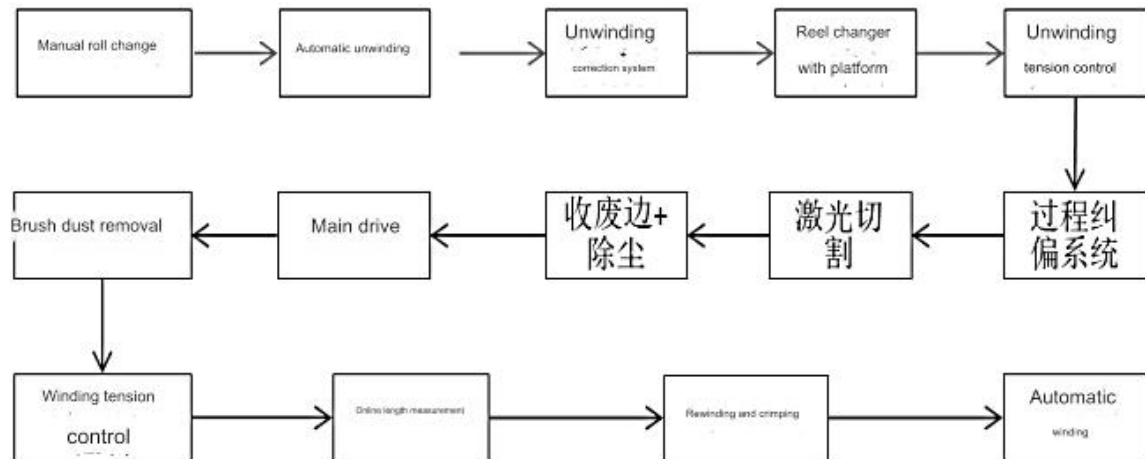 Manual roll change
Automatic unwinding
Unwinding
+
correction system
Reel changer
with platform
Unwinding
tension control
过程纠
偏系统
激光切
割
收废边+
除尘
Main drive
Brush dust removal
Winding tension
control
Online length measurement
Rewinding and crimping
Automatic
winding